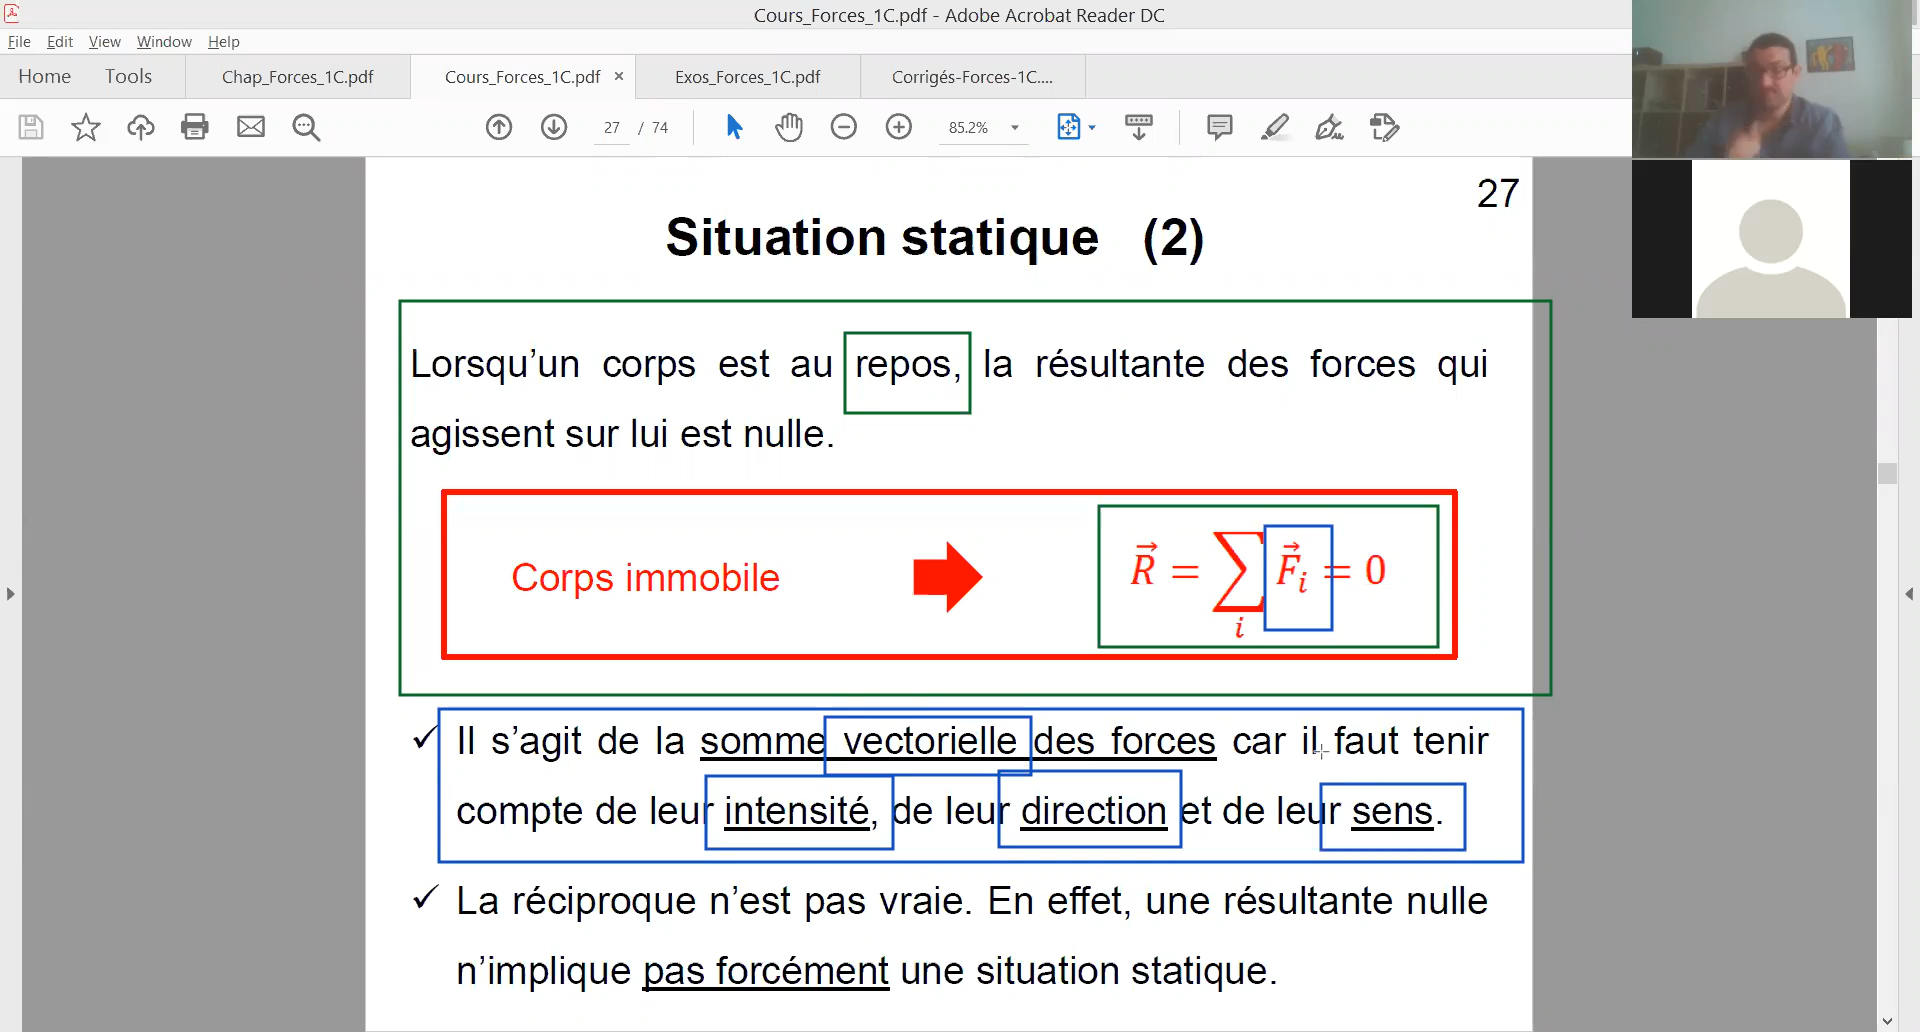 Cours_Forces_1C.pdf - Adobe Acrobat Reader DC
File Edit View Window Help
Home Tools Chap_Forces_1C.pdf Cours_Forces_1C.pdf × Exos_Forces_1C.pdf Corrigés-Forces-1C....
27 / 74 85.2%
27
Situation statique (2)
Lorsqu’un corps est au repos, la résultante des forces qui
agissent sur lui est nulle.
Corps immobile R⃗ = ∑ᵢ F⃗ᵢ = 0
✓ Il s’agit de la somme vectorielle des forces car il faut tenir
compte de leur intensité, de leur direction et de leur sens.
✓ La réciproque n’est pas vraie. En effet, une résultante nulle
n’implique pas forcément une situation statique.